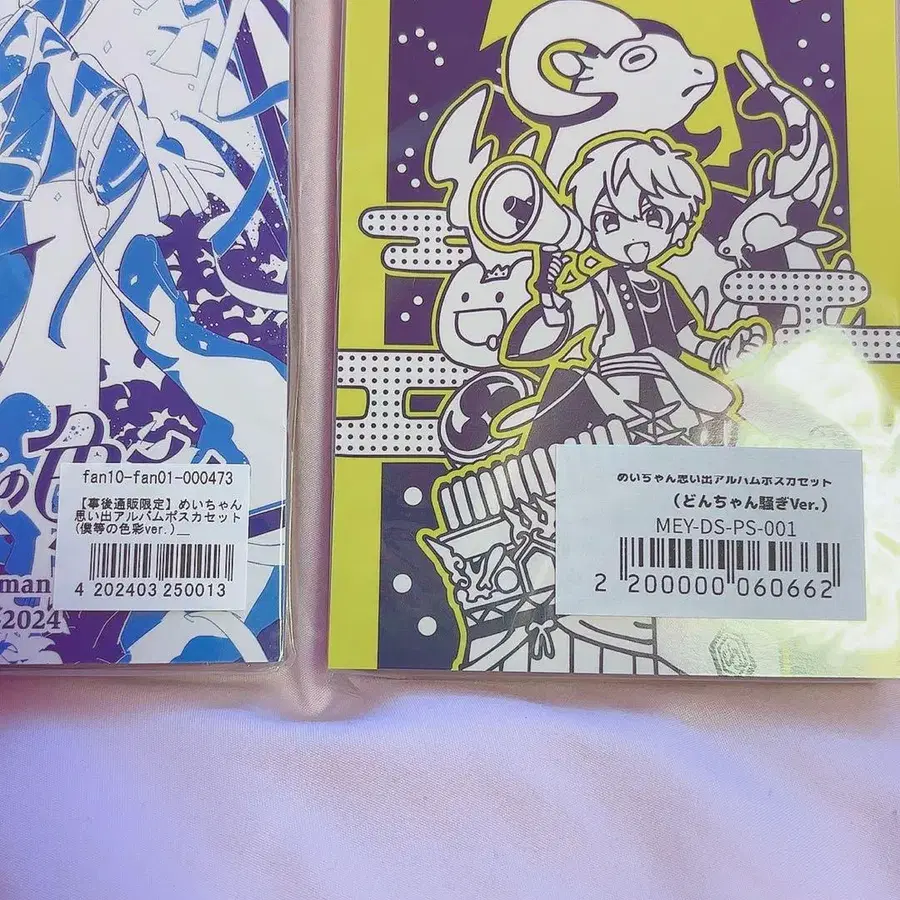 の色
man
-2024
fan10-fan01-000473
【事後通販限定】めいちゃん
思い出アルバムポスカセット
(僕等の色彩ver.)_
4 202403 250013
めいちゃん思い出アルバムポスカセット
(どんちゃん騒ぎVer.)
MEY-DS-PS-001
2 200000 060662